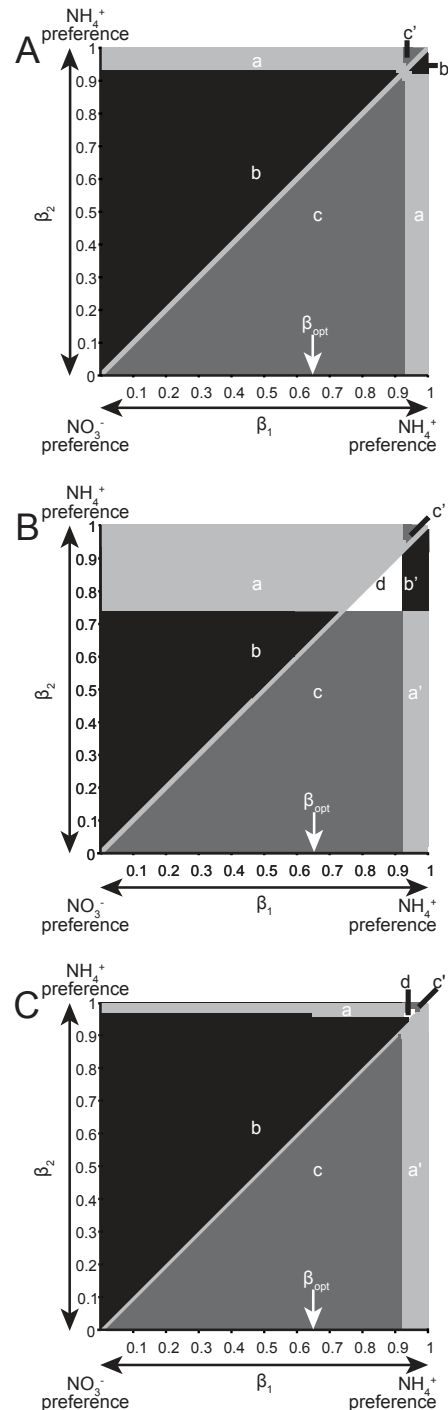 A
NH₄⁺
preference
c'
1
a
b'
0.9
0.8
0.7
b
0.6
β₂
0.5
c
a
0.4
0.3
0.2
βopt
0.1
0
0.1 0.2 0.3 0.4 0.5 0.6 0.7 0.8 0.9 1
NO₃⁻
preference
β₁
NH₄⁺
preference
B
NH₄⁺
preference
c'
1
0.9
a
d
b'
0.8
0.7
b
0.6
β₂
0.5
c
a'
0.4
0.3
0.2
βopt
0.1
0
0.1 0.2 0.3 0.4 0.5 0.6 0.7 0.8 0.9 1
NO₃⁻
preference
β₁
NH₄⁺
preference
C
NH₄⁺
preference
d
c'
1
a
0.9
0.8
0.7
b
0.6
β₂
0.5
c
a'
0.4
0.3
0.2
βopt
0.1
0
0.1 0.2 0.3 0.4 0.5 0.6 0.7 0.8 0.9 1
NO₃⁻
preference
β₁
NH₄⁺
preference